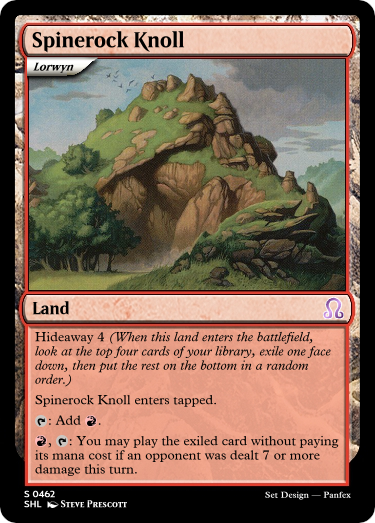 Spinerock Knoll
Lorwyn
Land
Hideaway 4 (When this land enters the battlefield,
look at the top four cards of your library, exile one face
down, then put the rest on the bottom in a random
order.)
Spinerock Knoll enters tapped.
: Add .
, : You may play the exiled card without paying
its mana cost if an opponent was dealt 7 or more
damage this turn.
S 0462
SHL Steve Prescott
Set Design — Panfex